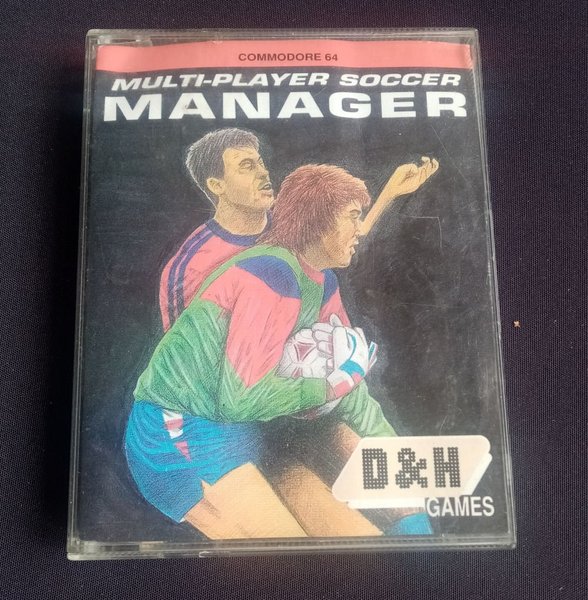 COMMODORE 64
MULTI-PLAYER SOCCER
MANAGER
D&H
GAMES